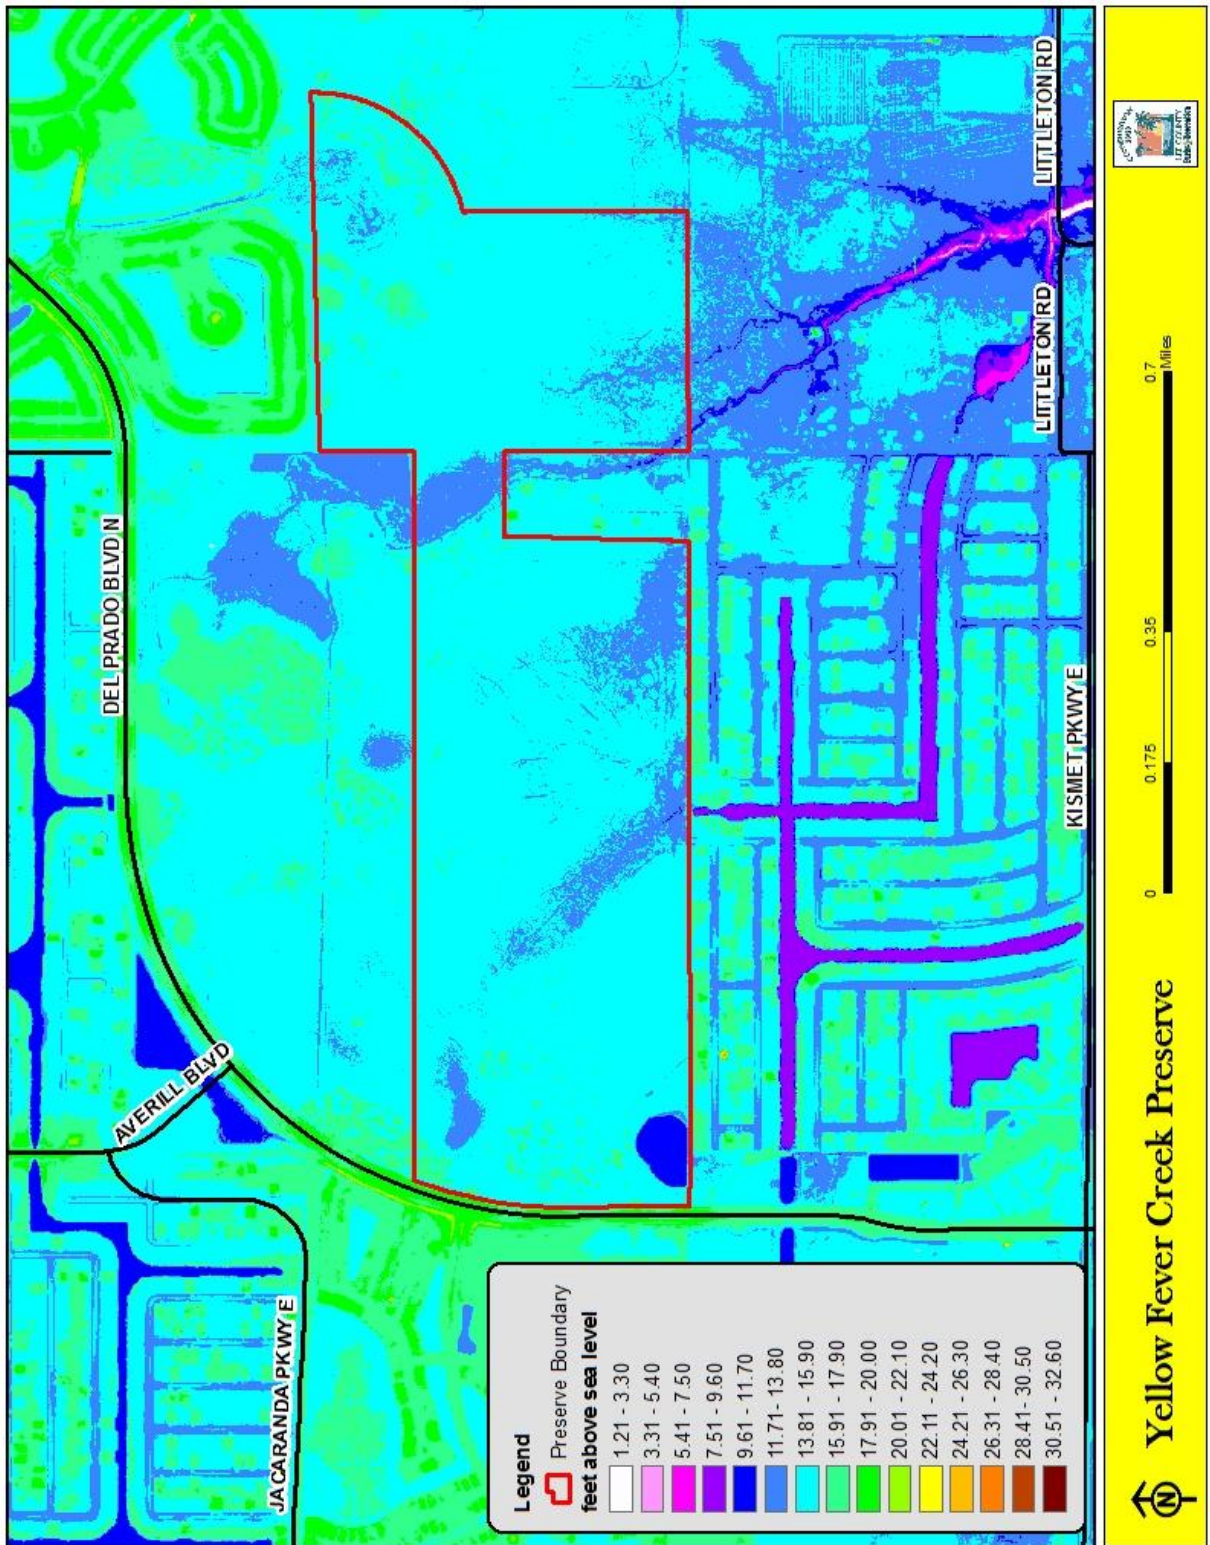 DEL PRADO BLVD N
AVERILL BLVD
JACARANDA PKWY E
LITTLETON RD
LITTLETON RD
KISMET PKWY E
Legend
Preserve Boundary
feet above sea level
1.21 - 3.30
3.31 - 5.40
5.41 - 7.50
7.51 - 9.60
9.61 - 11.70
11.71 - 13.80
13.81 - 15.90
15.91 - 17.90
17.91 - 20.00
20.01 - 22.10
22.11 - 24.20
24.21 - 26.30
26.31 - 28.40
28.41 - 30.50
30.51 - 32.60
N
Yellow Fever Creek Preserve
0 0.175 0.35 0.7
Miles
LEE COUNTY